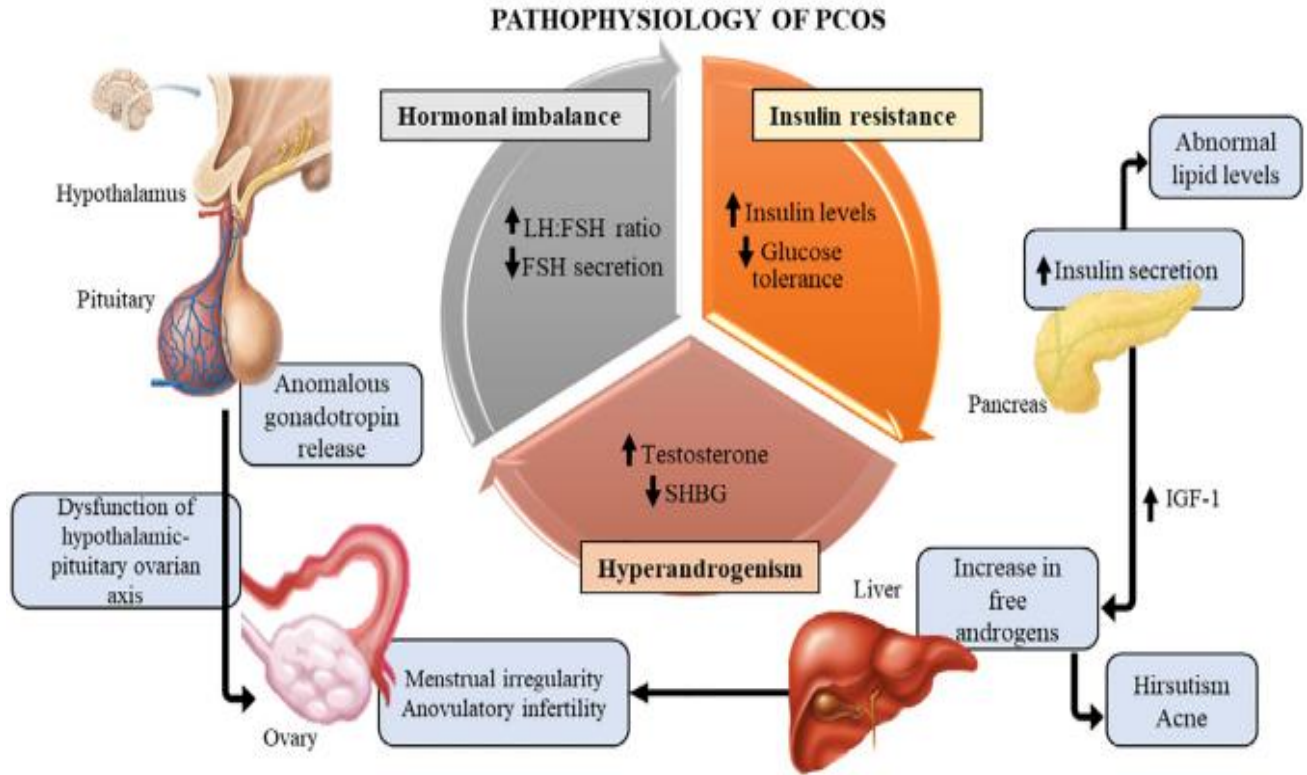 PATHOPHYSIOLOGY OF PCOS
Hormonal imbalance
↑LH:FSH ratio
↓FSH secretion
Insulin resistance
↑Insulin levels
↓Glucose
tolerance
↑Testosterone
↓SHBG
Hyperandrogenism
Hypothalamus
Pituitary
Anomalous
gonadotropin
release
Dysfunction of
hypothalamic-
pituitary ovarian
axis
Ovary
Menstrual irregularity
Anovulatory infertility
Abnormal
lipid levels
↑Insulin secretion
Pancreas
↑ IGF-1
Liver
Increase in
free
androgens
Hirsutism
Acne